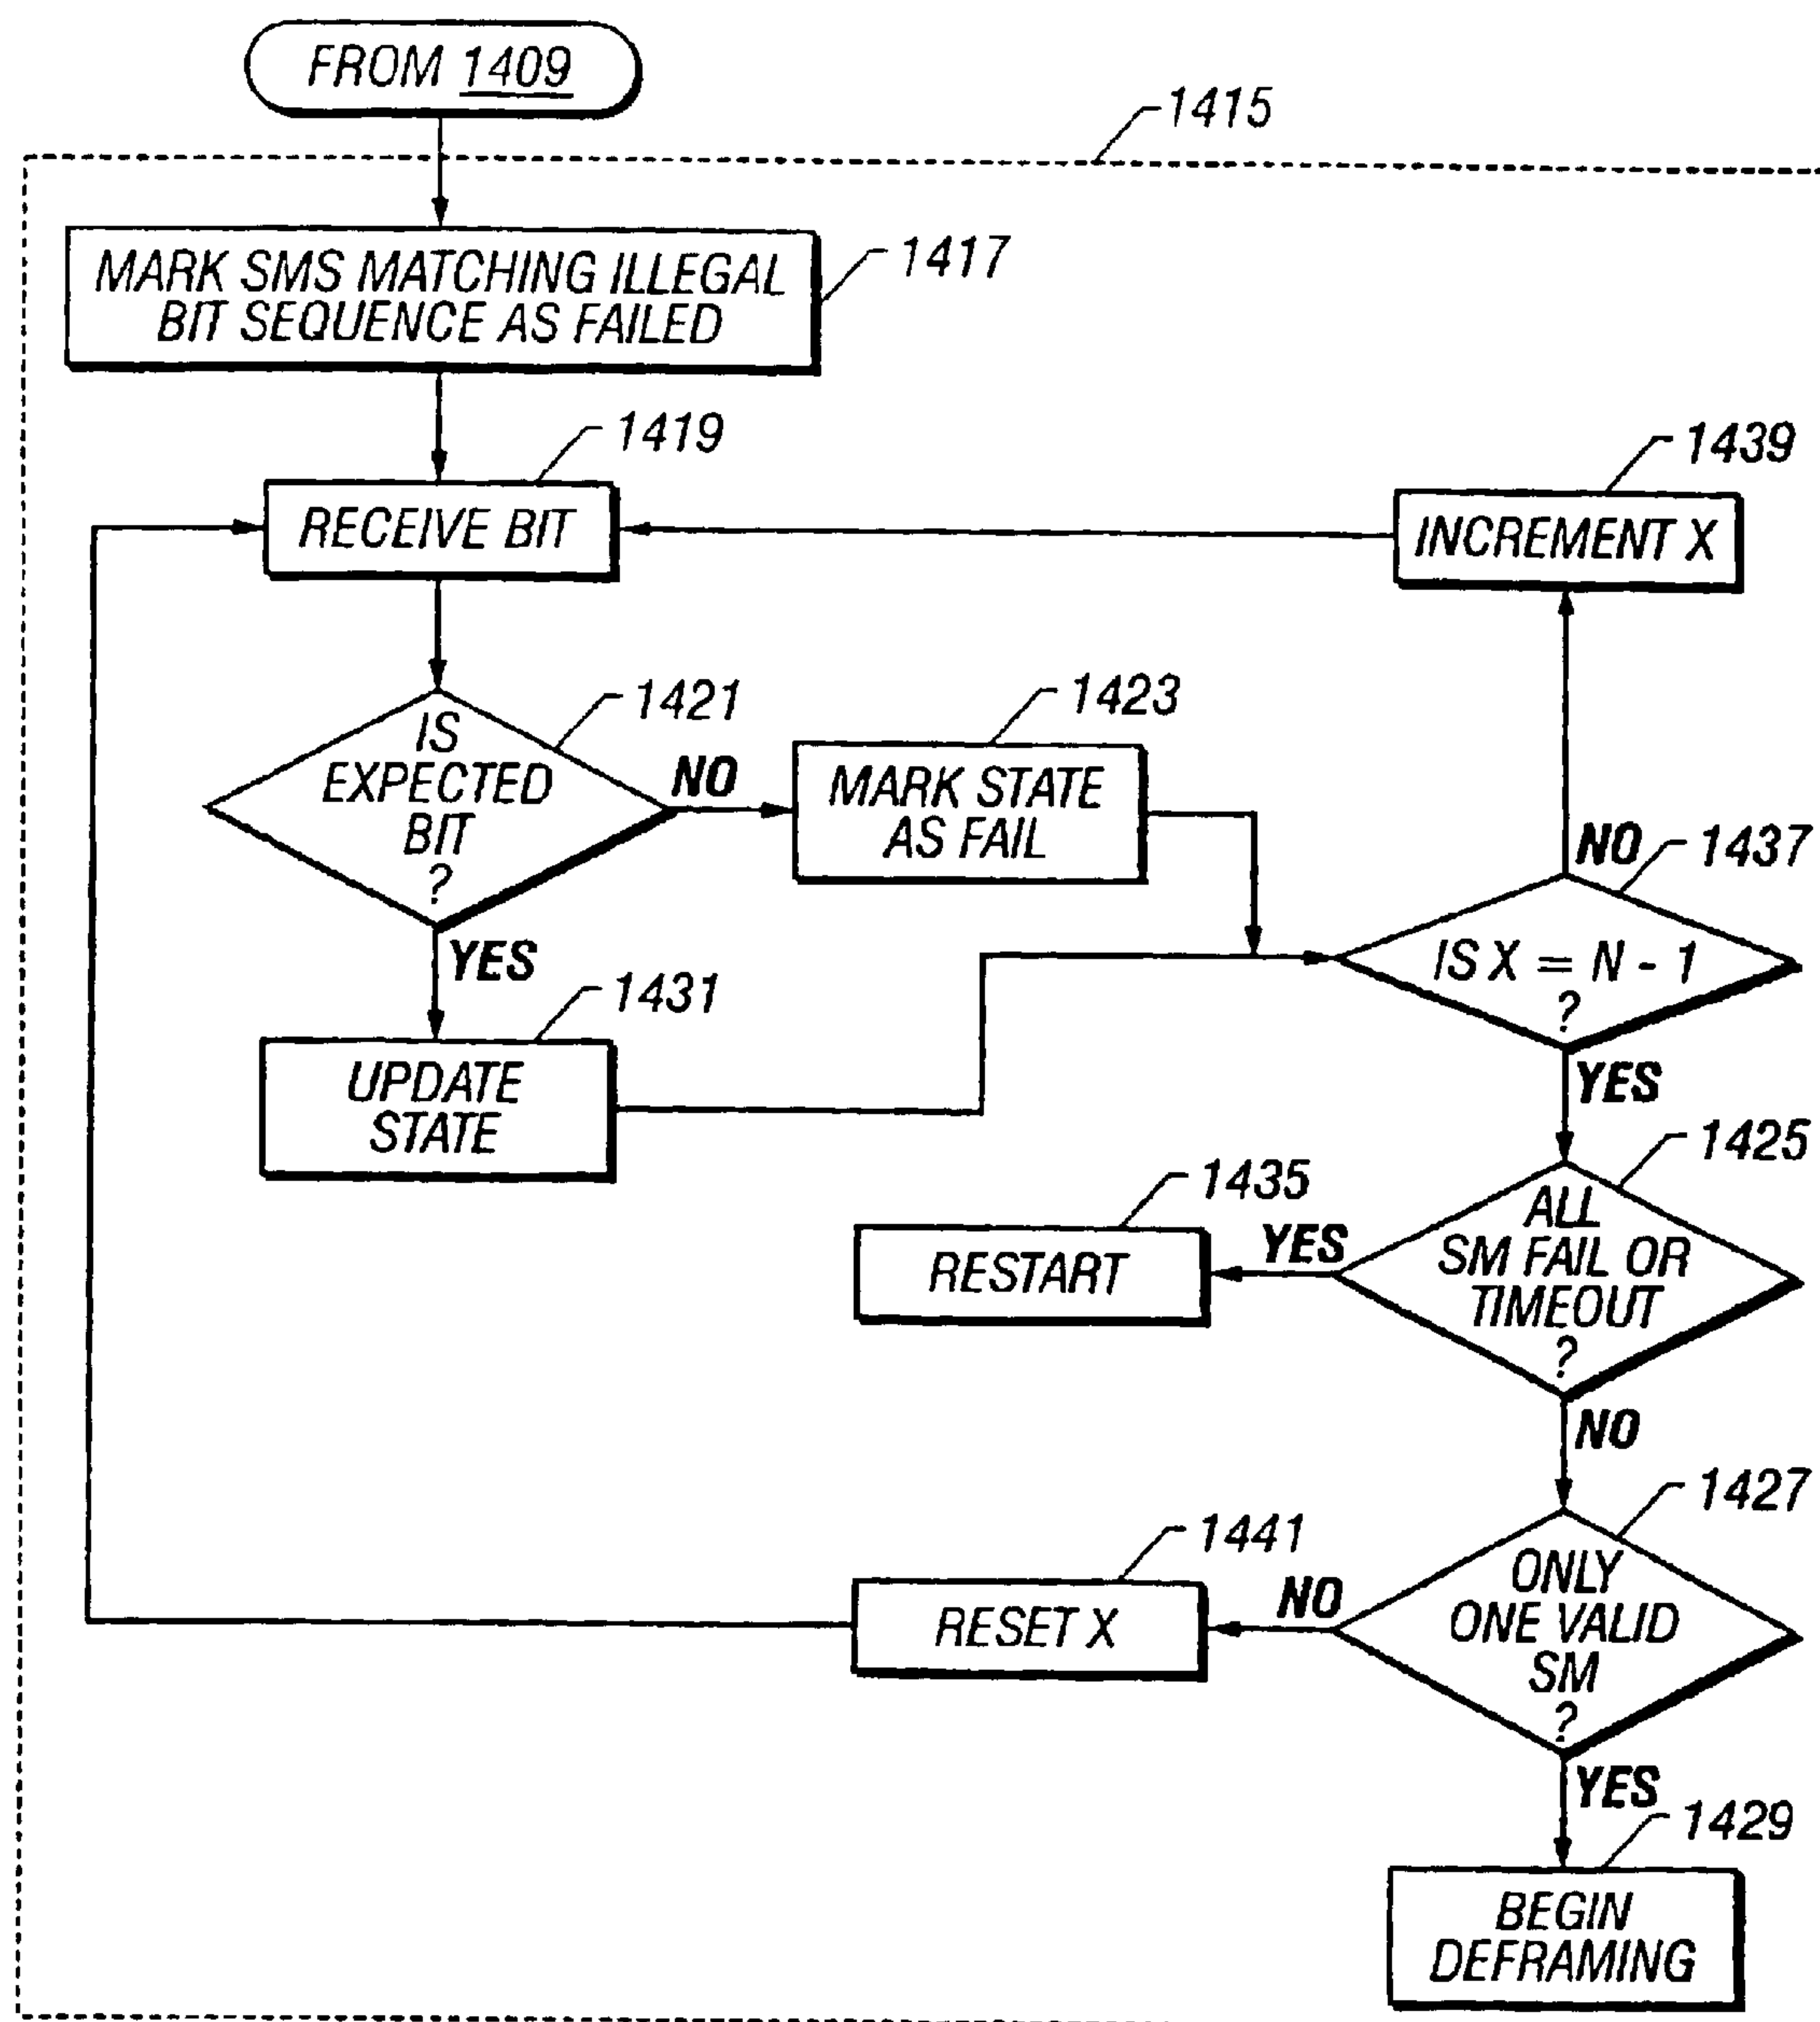 FROM 1409
1415
MARK SMS MATCHING ILLEGAL
BIT SEQUENCE AS FAILED
1417
1419
RECEIVE BIT
1439
INCREMENT X
1421
IS
EXPECTED
BIT
?
NO
1423
MARK STATE
AS FAIL
NO
1437
IS X = N - 1
?
YES
1431
UPDATE
STATE
YES
1425
ALL
SM FAIL OR
TIMEOUT
?
YES
1435
RESTART
NO
1427
ONLY
ONE VALID
SM
?
NO
1441
RESET X
YES
1429
BEGIN
DEFRAMING